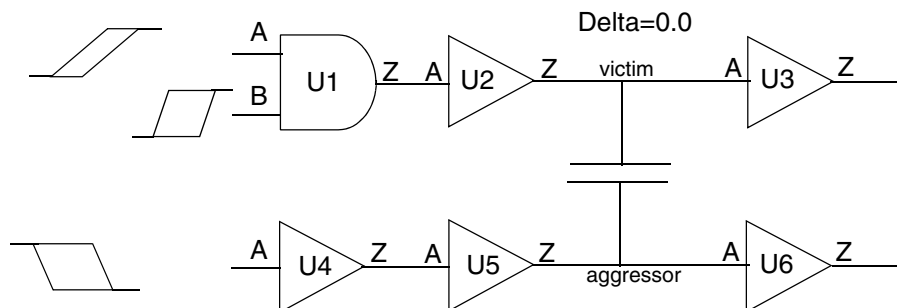 Delta=0.0
A
B
U1
Z
A
U2
Z
victim
A
U3
Z
A
U4
Z
A
U5
Z
aggressor
A
U6
Z